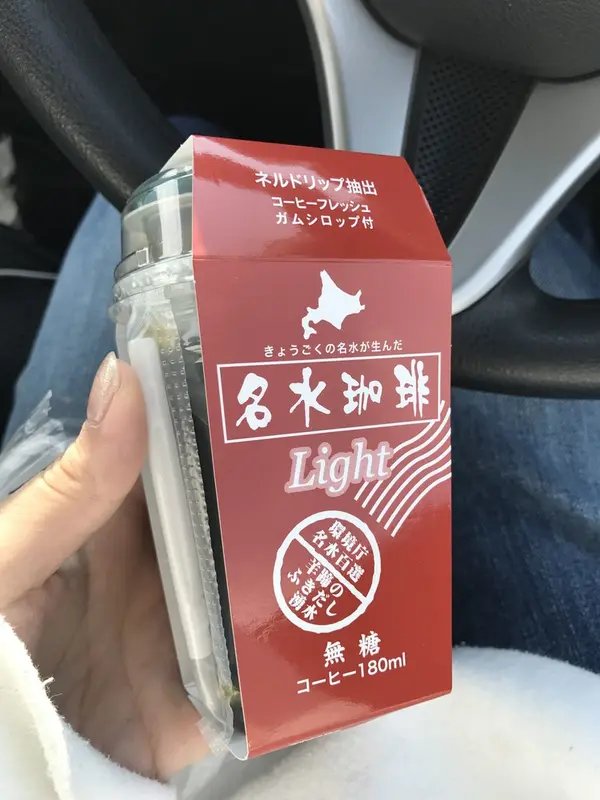 ネルドリップ抽出
コーヒーフレッシュ
ガムシロップ付
きょうごくの名水が生んだ
名水珈琲
Light
環境庁
名水百選
羊蹄の
ふきだし
湧水
無糖
コーヒー180ml